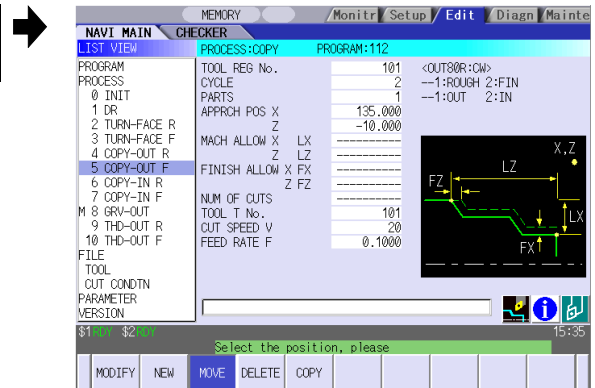 MEMORY Monitr Setup Edit Diagn Mainte
NAVI MAIN CHECKER
LIST VIEW PROCESS:COPY PROGRAM:112
PROGRAM
PROCESS
0 INIT
1 DR
2 TURN-FACE R
3 TURN-FACE F
4 COPY-OUT R
5 COPY-OUT F
6 COPY-IN R
7 COPY-IN F
M 8 GRV-OUT
9 THD-OUT R
10 THD-OUT F
FILE
TOOL
CUT CONDTN
PARAMETER
VERSION
TOOL REG No. 101
CYCLE 2
PARTS 1
APPRCH POS X 135.000
Z -10.000
MACH ALLOW X LX ----------
Z LZ ----------
FINISH ALLOW X FX ----------
Z FZ ----------
NUM OF CUTS ----------
TOOL T No. 101
CUT SPEED V 20
FEED RATE F 0.1000
<OUT80R:CW>
--1:ROUGH 2:FIN
--1:OUT 2:IN
X,Z
LZ
FZ
LX
FX
$1 RDY $2 RDY 15:35
Select the position, please
MODIFY NEW MOVE DELETE COPY